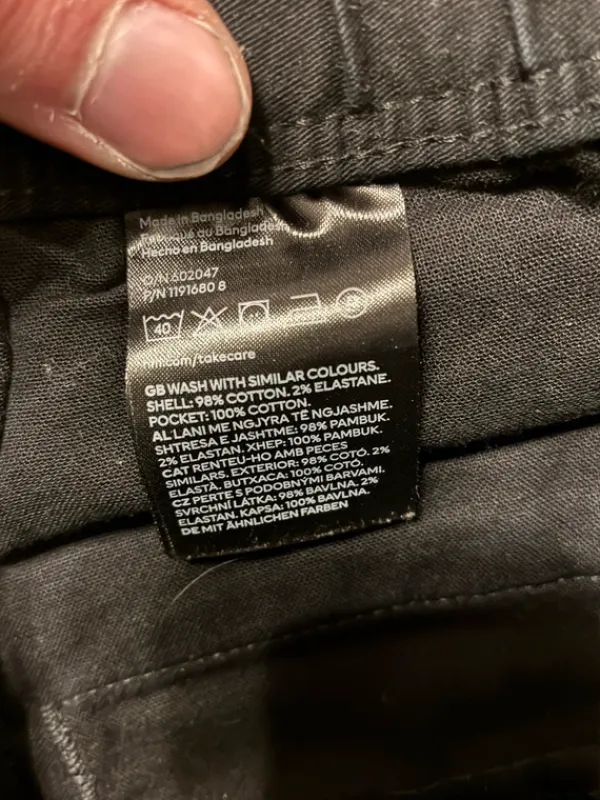 Made in Bangladesh
Fabriqué au Bangladesh
Hecho en Bangladesh
O/N 602047
P/N 1191680 8
40
hm.com/takecare
GB WASH WITH SIMILAR COLOURS.
SHELL: 98% COTTON. 2% ELASTANE.
POCKET: 100% COTTON.
AL LANI ME NGJYRA TË NGJASHME.
SHTRESA E JASHTME: 98% PAMBUK.
2% ELASTAN. XHEP: 100% PAMBUK.
CAT RENTEU-HO AMB PECES
SIMILARS. EXTERIOR: 98% COTÓ. 2%
ELASTÀ. BUTXACA: 100% COTÓ.
CZ PERTE S PODOBNÝMI BARVAMI.
SVRCHNÍ LÁTKA: 98% BAVLNA. 2%
ELASTAN. KAPSA: 100% BAVLNA.
DE MIT ÄHNLICHEN FARBEN